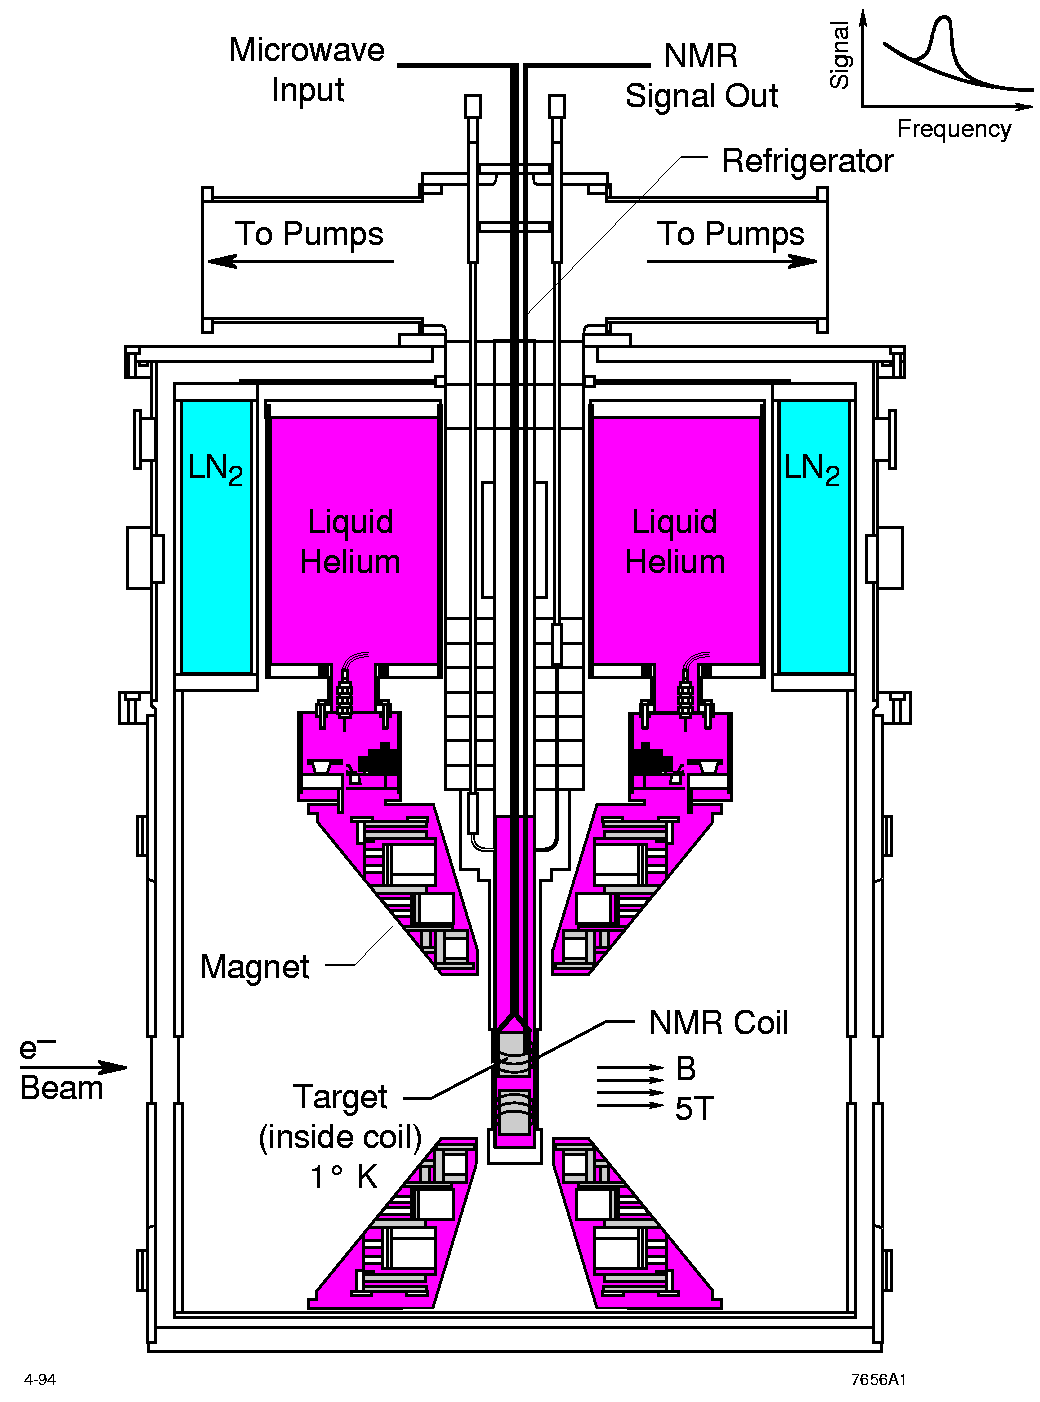 Microwave
Input
NMR
Signal Out
Signal
Frequency
Refrigerator
To Pumps
To Pumps
LN2
LN2
Liquid
Helium
Liquid
Helium
Magnet
NMR Coil
e–
Beam
Target
(inside coil)
1° K
B
5T
4-94
7656A1